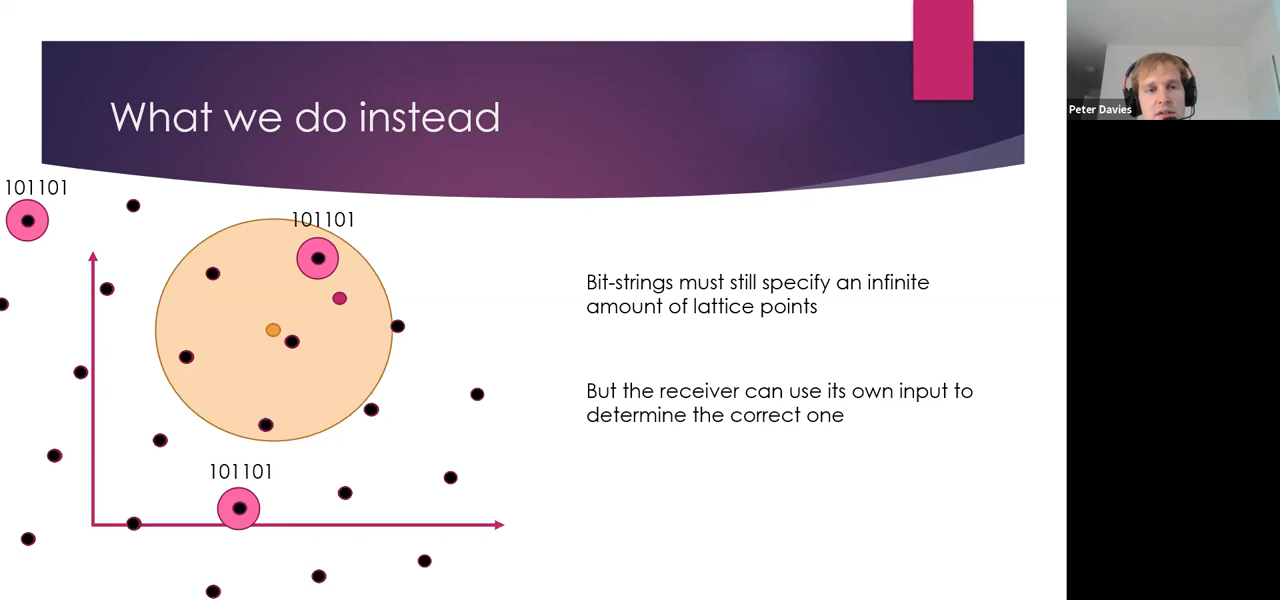 What we do instead
Peter Davies
101101
101101
Bit-strings must still specify an infinite
amount of lattice points
But the receiver can use its own input to
determine the correct one
101101